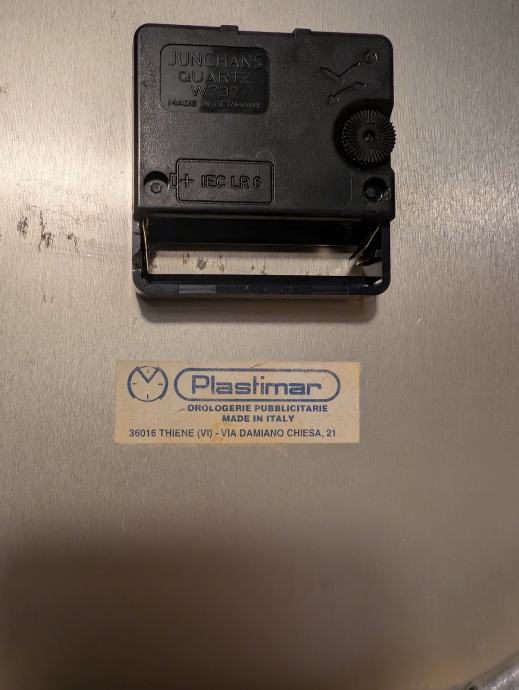 JUNGHANS
QUARTZ
W737
MADE IN GERMANY
+ IEC LR 6
Plastimar
OROLOGERIE PUBBLICITARIE
MADE IN ITALY
36016 THIENE (VI) - VIA DAMIANO CHIESA, 21